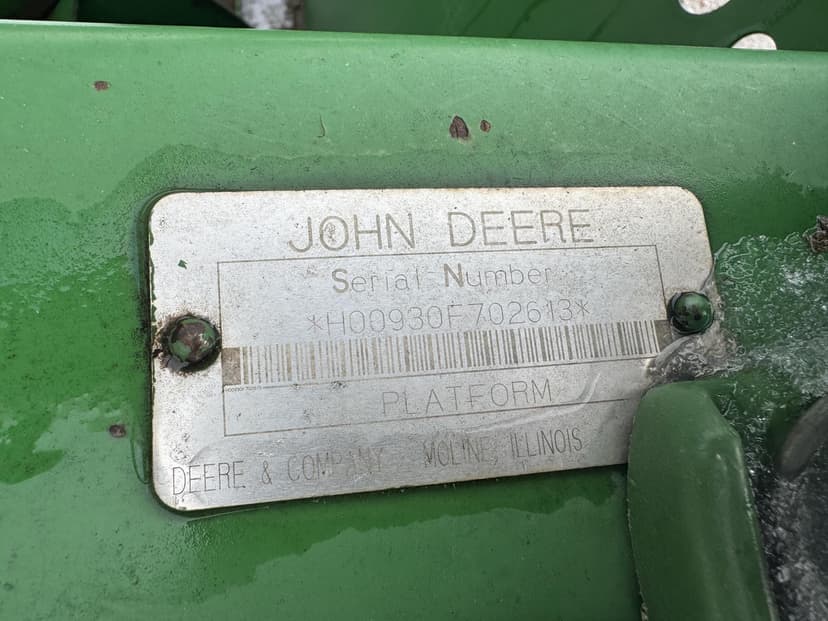 JOHN DEERE
Serial Number
*H00930F702613*
PLATFORM
DEERE & COMPANY MOLINE, ILLINOIS